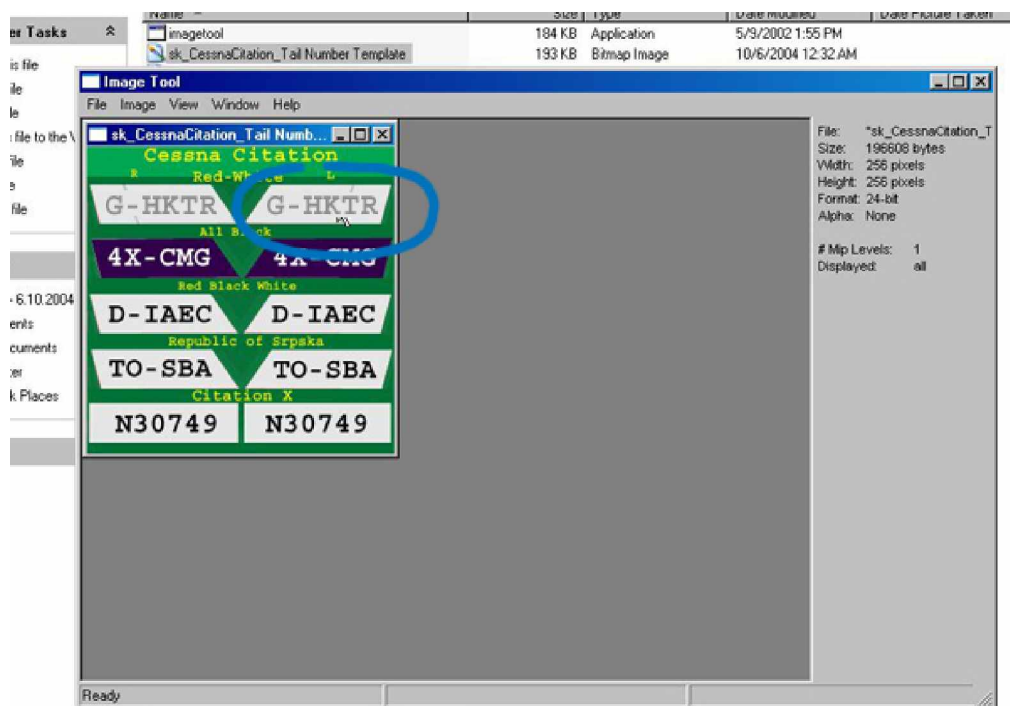 Name Size Type Date Modified Date Picture Taken
er Tasks imagetool 184 KB Application 5/9/2002 1:55 PM
sk_CessnaCitation_Tail Number Template 193 KB Bitmap Image 10/6/2004 12:32 AM
is file
ile
le
file to the
ile
file
- 6.10.2004
ents
cuments
ter
k Places
Image Tool
File Image View Window Help
sk_CessnaCitation_Tail Numb...
Cessna Citation
R Red-White L
G-HKTR G-HKTR
All Black
4X-CMG 4X-CMG
Red Black White
D-IAEC D-IAEC
Republic of Srpska
TO-SBA TO-SBA
Citation X
N30749 N30749
File: "sk_CessnaCitation_T
Size: 196608 bytes
Width: 256 pixels
Height: 256 pixels
Format: 24-bit
Alpha: None
# Mip Levels: 1
Displayed: all
Ready